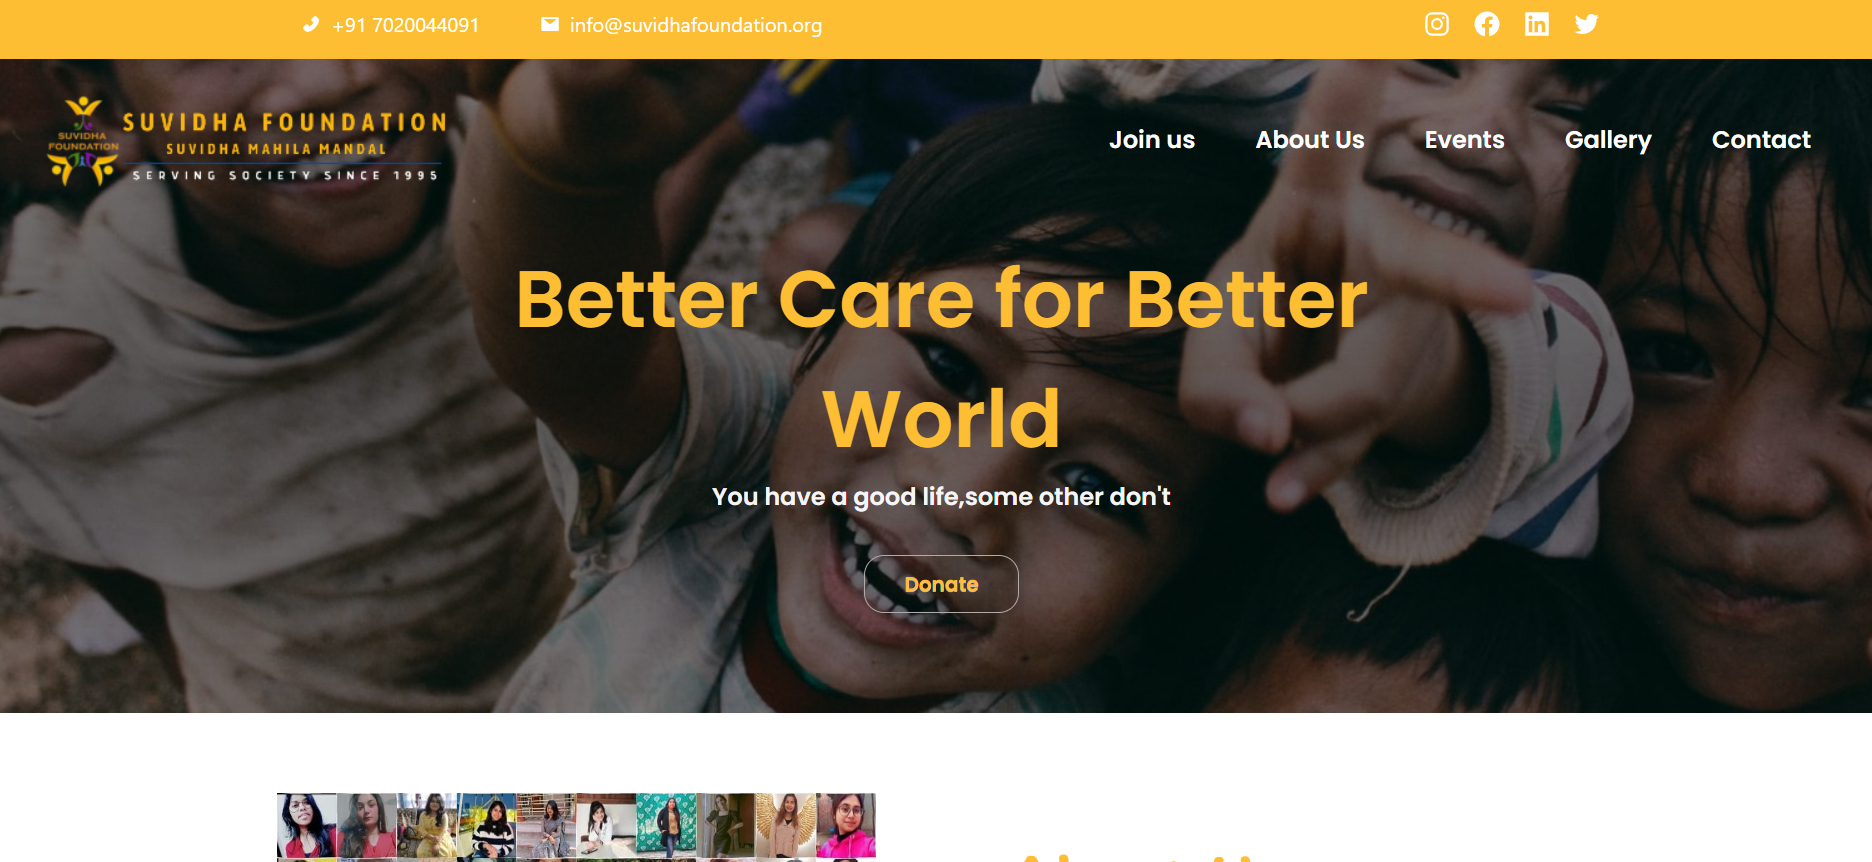 +91 7020044091
info@suvidhafoundation.org
SUVIDHA FOUNDATION
SUVIDHA MAHILA MANDAL
SERVING SOCIETY SINCE 1995
SUVIDHA
FOUNDATION
Join us
About Us
Events
Gallery
Contact
Better Care for Better
World
You have a good life,some other don't
Donate